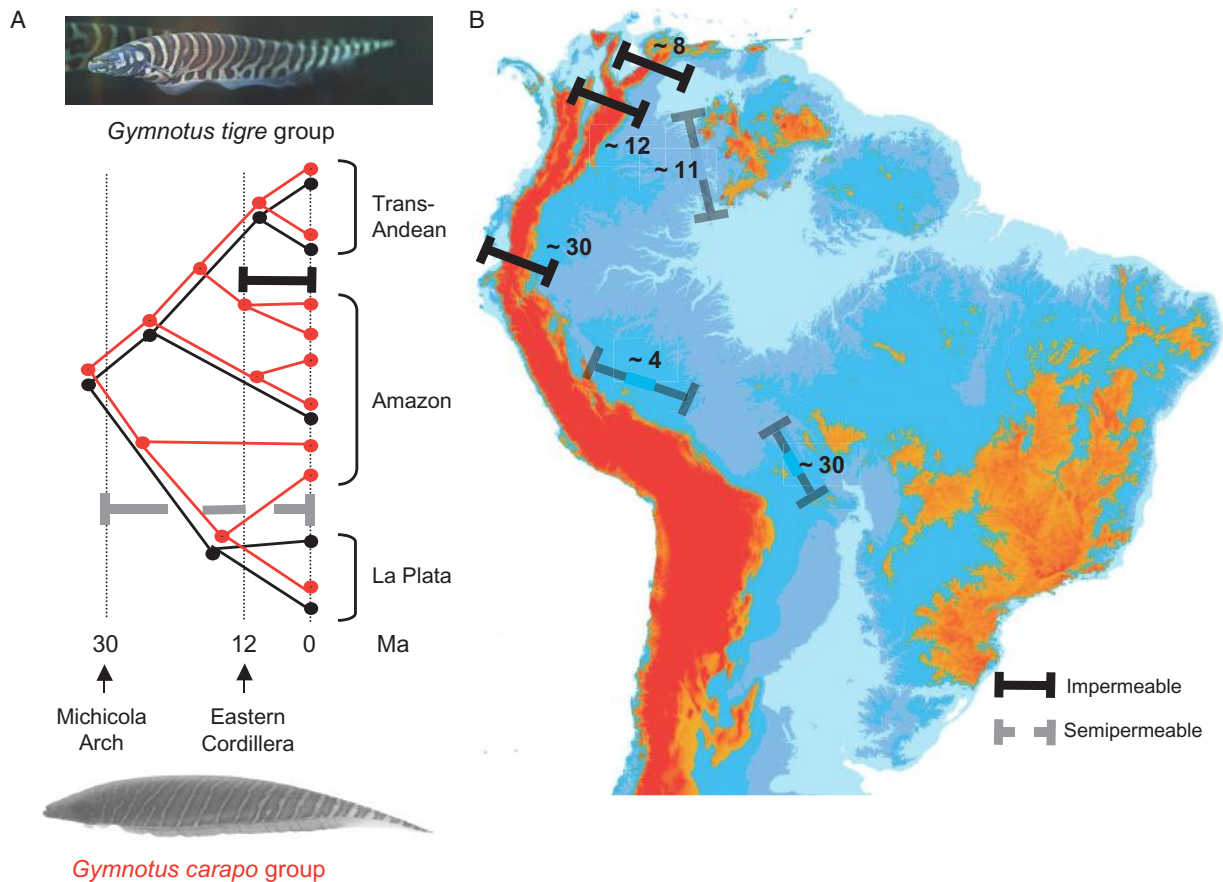 A
Gymnotus tigre group
Trans-
Andean
Amazon
La Plata
30
12
0
Ma
Michicola
Arch
Eastern
Cordillera
Gymnotus carapo group
B
~ 8
~ 12
~ 11
~ 30
~ 4
~ 30
Impermeable
Semipermeable